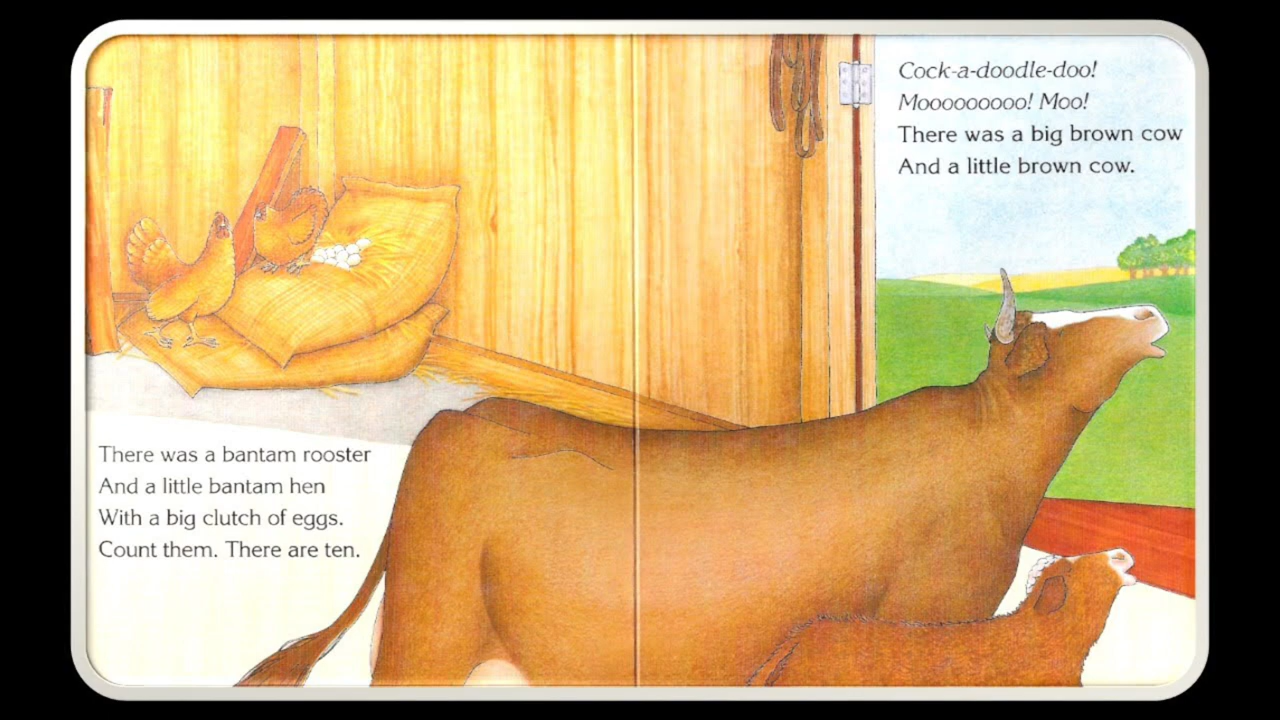 There was a bantam rooster
And a little bantam hen
With a big clutch of eggs.
Count them. There are ten.
Cock-a-doodle-doo!
Mooooooooo! Moo!
There was a big brown cow
And a little brown cow.